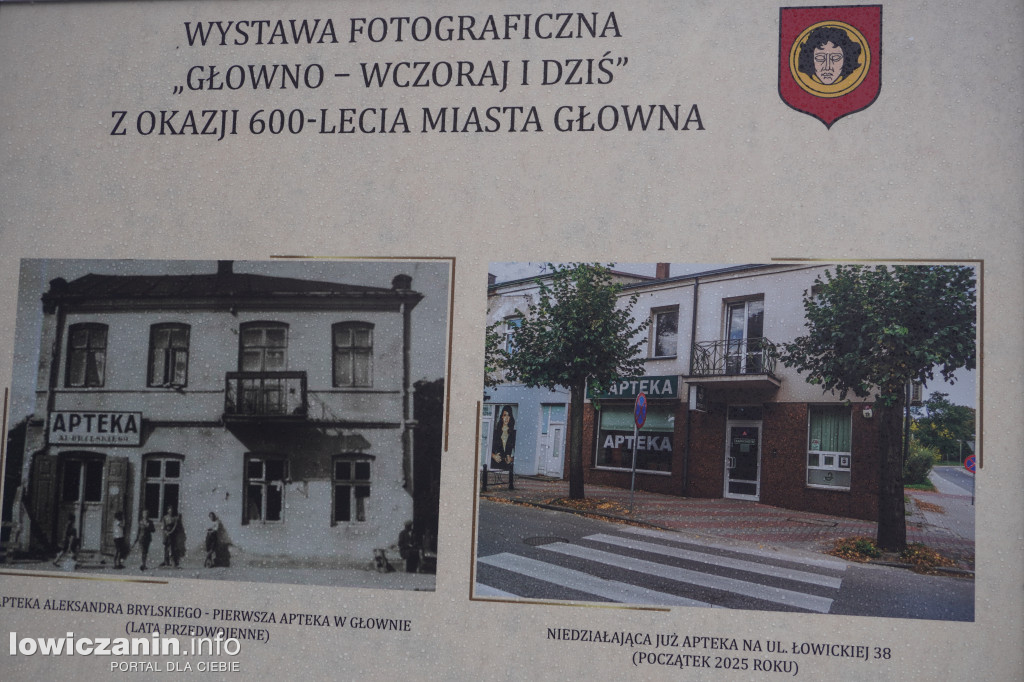 WYSTAWA FOTOGRAFICZNA
„GŁOWNO – WCZORAJ I DZIŚ”
Z OKAZJI 600-LECIA MIASTA GŁOWNA
APTEKA
APTEKA
APTEKA
APTEKA ALEKSANDRA BRYLSKIEGO - PIERWSZA APTEKA W GŁOWNIE
(LATA PRZEDWOJENNE)
NIEDZIAŁAJĄCA JUŻ APTEKA NA UL. ŁOWICKIEJ 38
(POCZĄTEK 2025 ROKU)
lowiczanin.info
PORTAL DLA CIEBIE